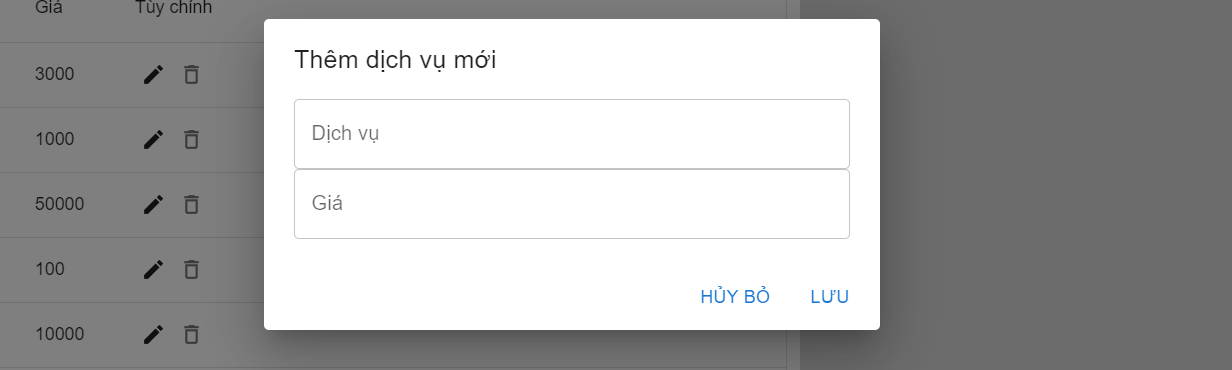 Giá Tùy chỉnh
Thêm dịch vụ mới
3000
Dịch vụ
1000
50000
Giá
100
HỦY BỎ LƯU
10000